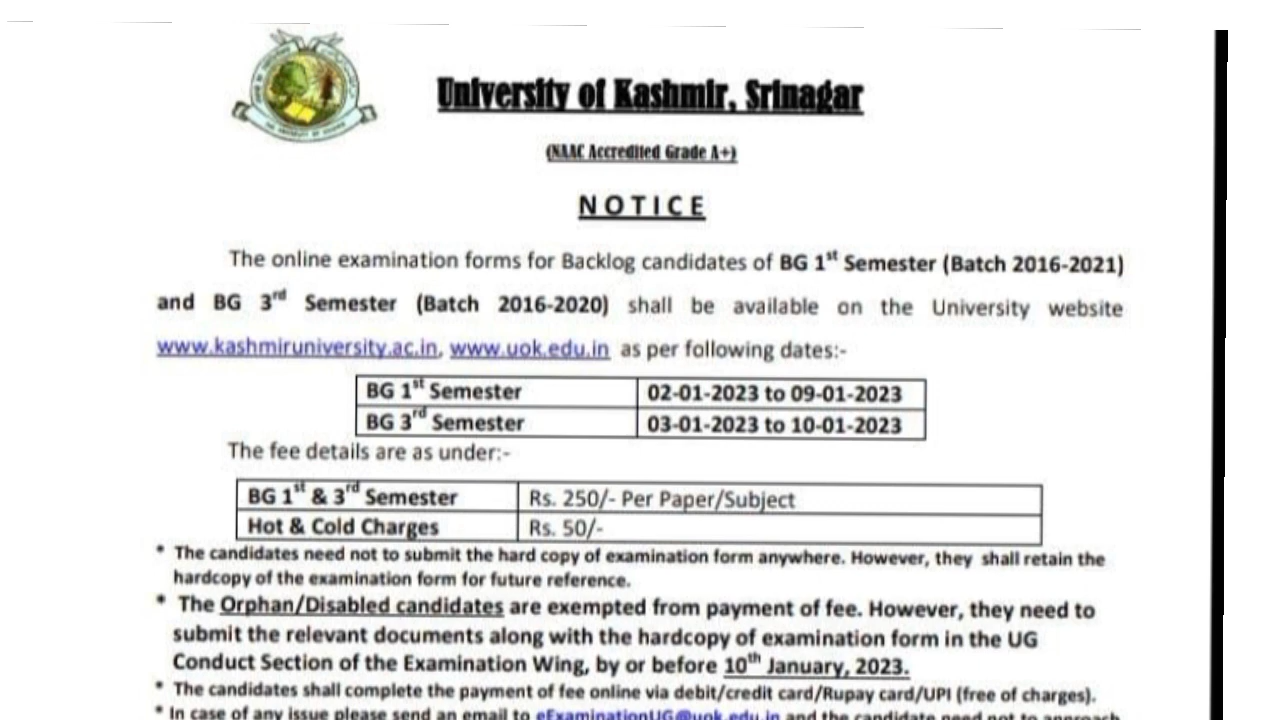 University of Kashmir, Srinagar
(NAAC Accredited Grade A+)
NOTICE
The online examination forms for Backlog candidates of BG 1st Semester (Batch 2016-2021)
and BG 3rd Semester (Batch 2016-2020) shall be available on the University website
www.kashmiruniversity.ac.in, www.uok.edu.in as per following dates:-
BG 1st Semester 02-01-2023 to 09-01-2023
BG 3rd Semester 03-01-2023 to 10-01-2023
The fee details are as under:-
BG 1st & 3rd Semester Rs. 250/- Per Paper/Subject
Hot & Cold Charges Rs. 50/-
* The candidates need not to submit the hard copy of examination form anywhere. However, they shall retain the
hardcopy of the examination form for future reference.
* The Orphan/Disabled candidates are exempted from payment of fee. However, they need to
submit the relevant documents along with the hardcopy of examination form in the UG
Conduct Section of the Examination Wing, by or before 10th January, 2023.
* The candidates shall complete the payment of fee online via debit/credit card/Rupay card/UPI (free of charges).
* In case of any issue please send an email to eExaminationUG@uok.edu.in and the candidate need not to approach